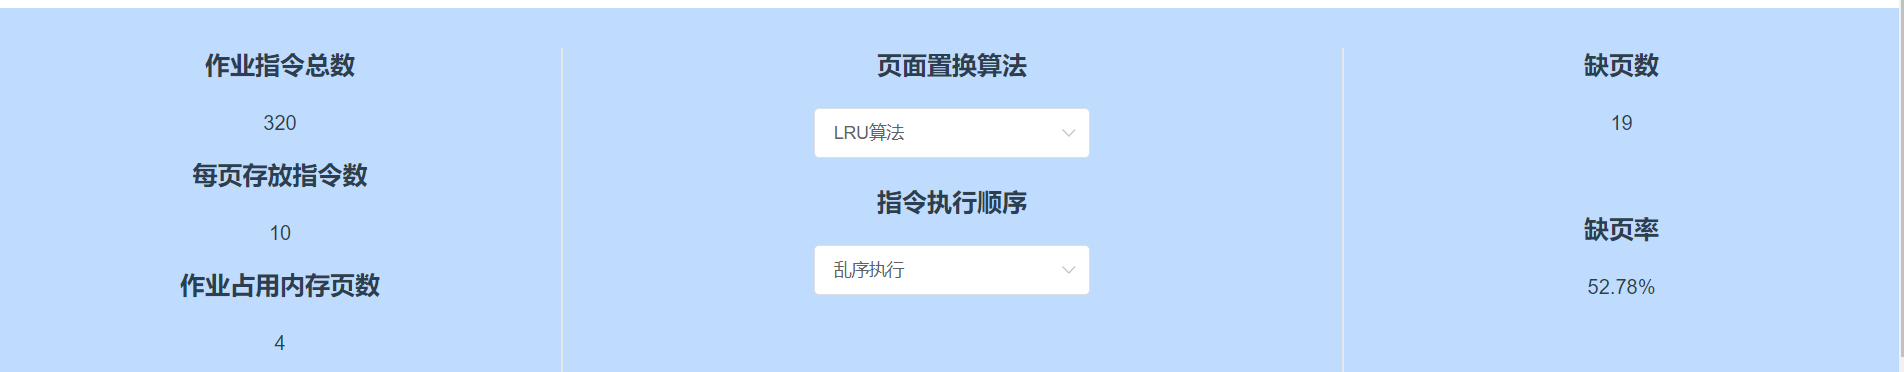 作业指令总数
320
每页存放指令数
10
作业占用内存页数
4
页面置换算法
LRU算法
指令执行顺序
乱序执行
缺页数
19
缺页率
52.78%